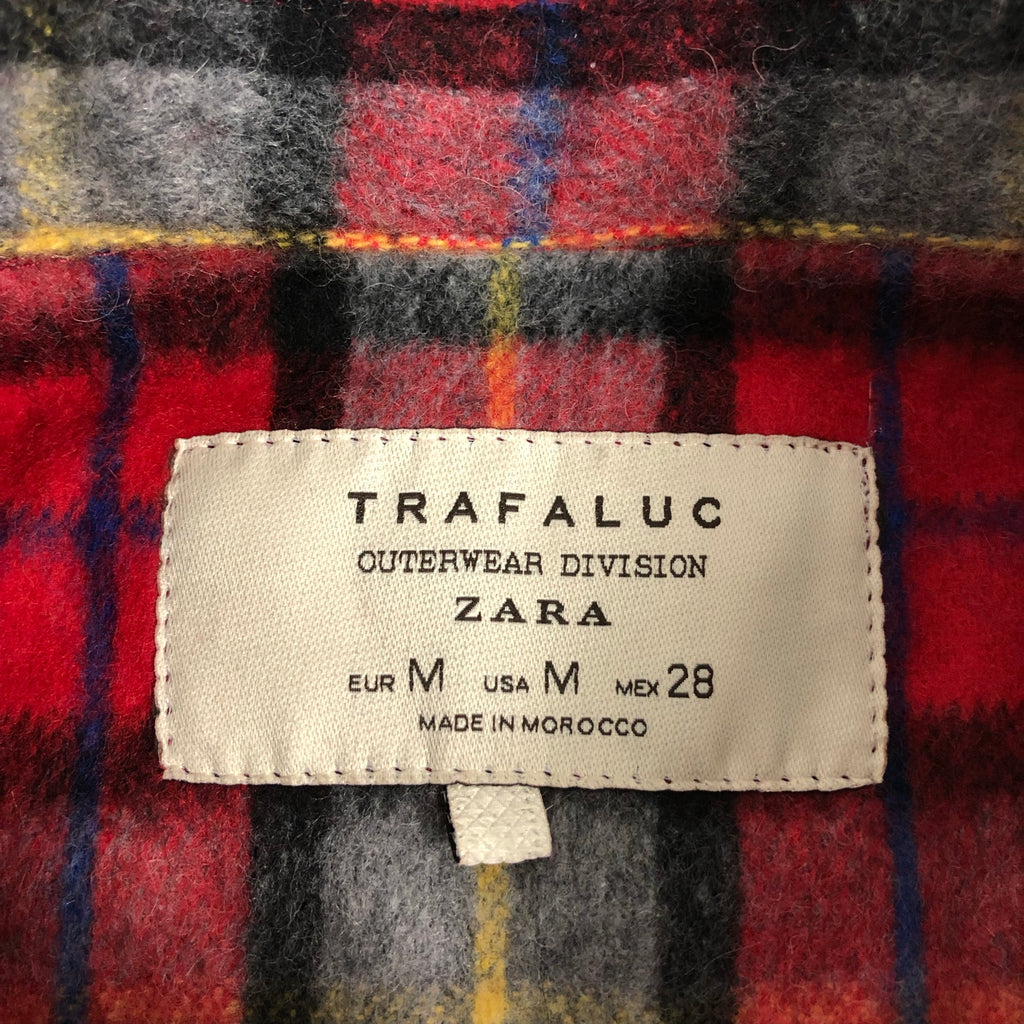 TRAFALUC
OUTERWEAR DIVISION
ZARA
EUR M USA M MEX 28
MADE IN MOROCCO